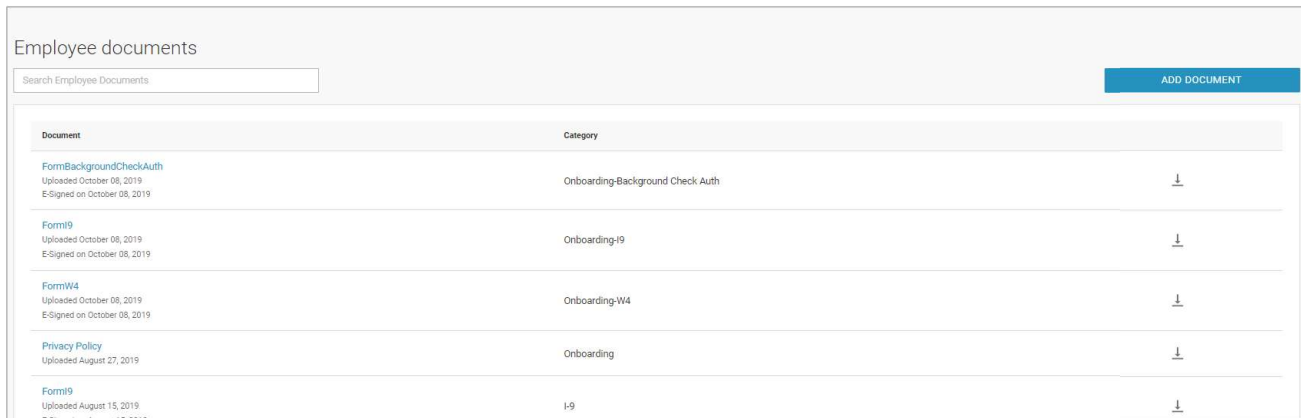 Employee documents
Search Employee Documents
ADD DOCUMENT
Document Category
FormBackgroundCheckAuth
Uploaded October 08, 2019
E-Signed on October 08, 2019
Onboarding-Background Check Auth
FormI9
Uploaded October 08, 2019
E-Signed on October 08, 2019
Onboarding-I9
FormW4
Uploaded October 08, 2019
E-Signed on October 08, 2019
Onboarding-W4
Privacy Policy
Uploaded August 27, 2019
Onboarding
FormI9
Uploaded August 15, 2019
I-9